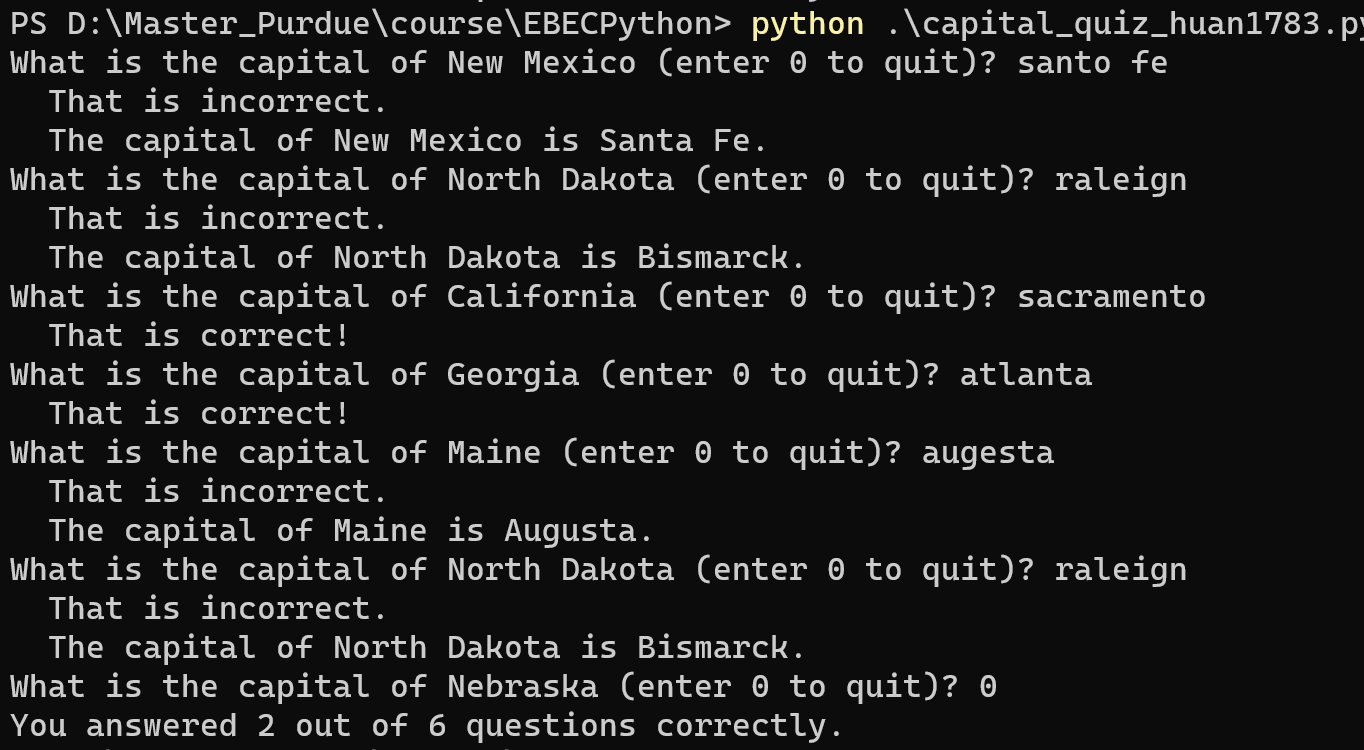 PS D:\Master_Purdue\course\EBECPython> python .\capital_quiz_huan1783.py
What is the capital of New Mexico (enter 0 to quit)? santo fe
  That is incorrect.
  The capital of New Mexico is Santa Fe.
What is the capital of North Dakota (enter 0 to quit)? raleign
  That is incorrect.
  The capital of North Dakota is Bismarck.
What is the capital of California (enter 0 to quit)? sacramento
  That is correct!
What is the capital of Georgia (enter 0 to quit)? atlanta
  That is correct!
What is the capital of Maine (enter 0 to quit)? augesta
  That is incorrect.
  The capital of Maine is Augusta.
What is the capital of North Dakota (enter 0 to quit)? raleign
  That is incorrect.
  The capital of North Dakota is Bismarck.
What is the capital of Nebraska (enter 0 to quit)? 0
You answered 2 out of 6 questions correctly.